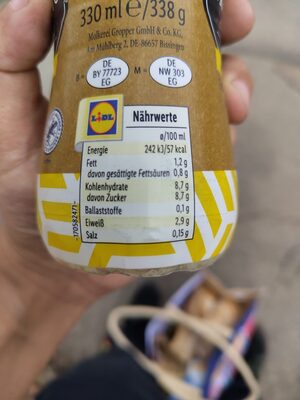 330 ml e/338 g
Molkerei Gropper GmbH & Co. KG,
Am Mühlberg 2, DE-86657 Bissingen
B = DE BY 77723 EG M = DE NW 303 EG
LIDL
Nährwerte
ø/100 ml
Energie 242 kJ/57 kcal
Fett 1,2 g
davon gesättigte Fettsäuren 0,8 g
Kohlenhydrate 8,7 g
davon Zucker 8,7 g
Ballaststoffe 0,1 g
Eiweiß 2,9 g
Salz 0,15 g
-170582471-